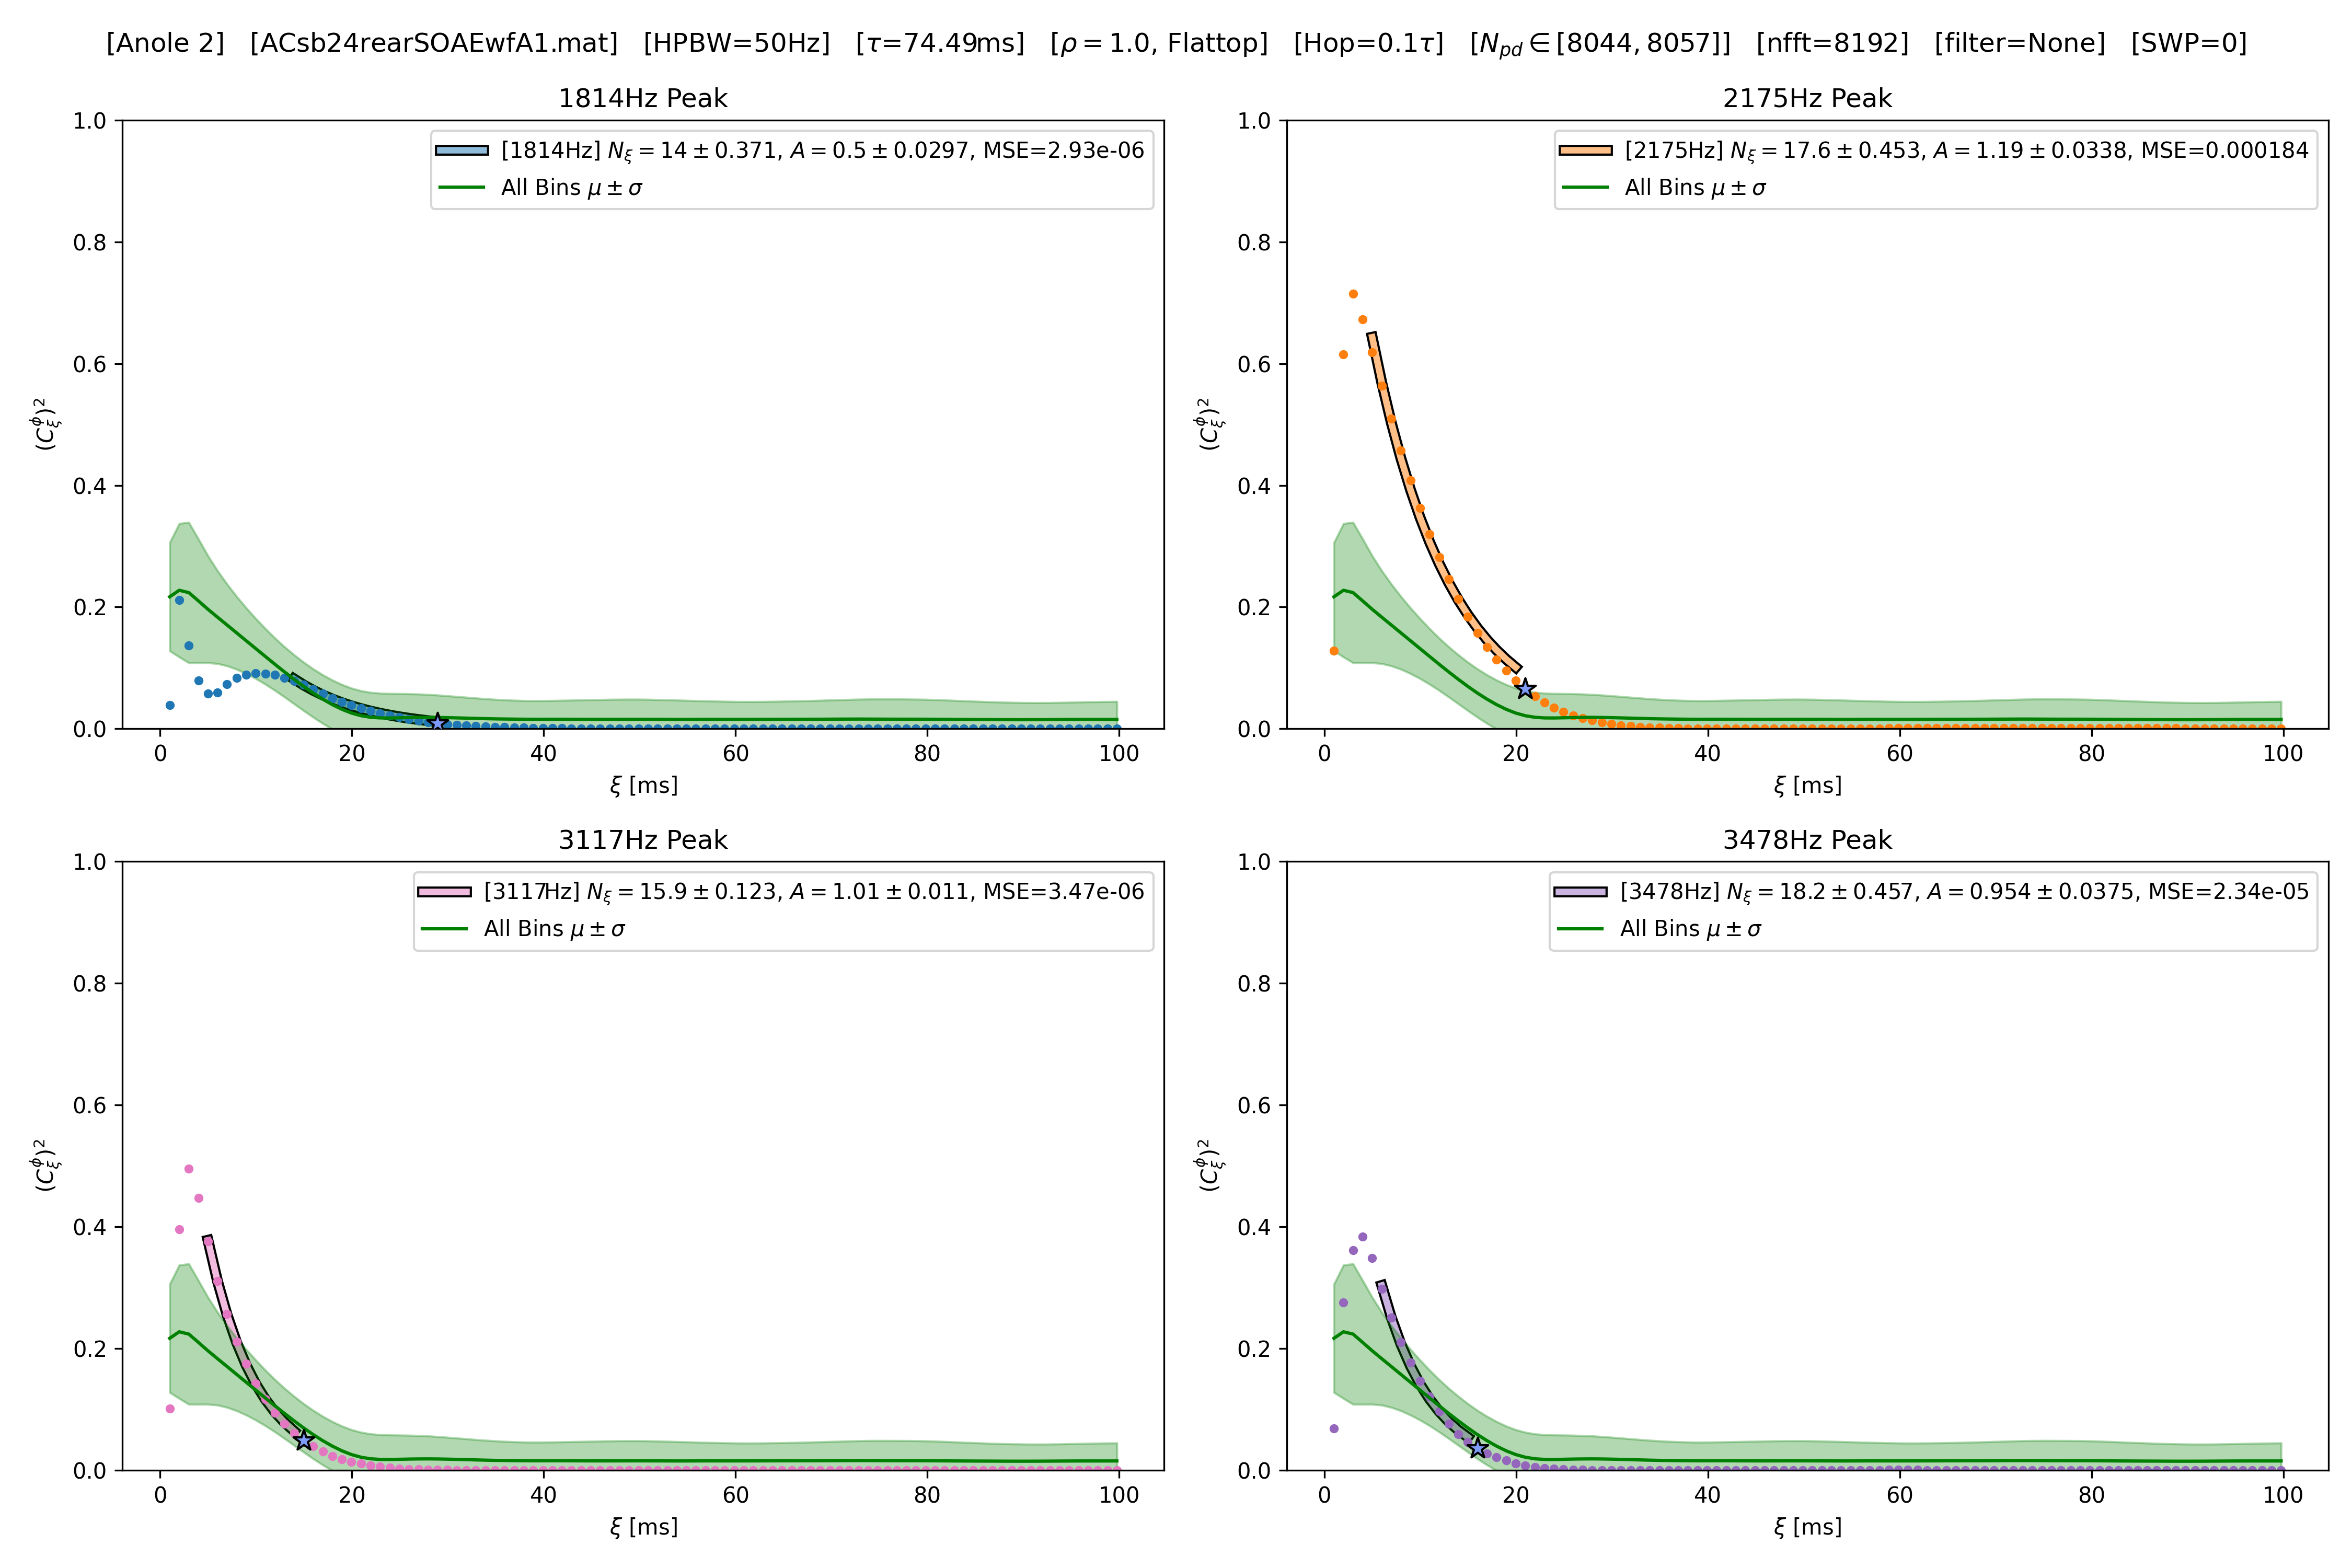 [Anole 2]   [ACsb24rearSOAEwfA1.mat]   [HPBW=50Hz]   [τ=74.49ms]   [ρ = 1.0, Flattop]   [Hop=0.1τ]   [N_pd ∈ [8044, 8057]]   [nfft=8192]   [filter=None]   [SWP=0]
1814Hz Peak
[1814Hz] N_ξ = 14 ± 0.371, A = 0.5 ± 0.0297, MSE=2.93e-06
All Bins μ ± σ
1.0
0.8
0.6
0.4
0.2
0.0
(C_ξ^ϕ)^2
0 20 40 60 80 100
ξ [ms]
2175Hz Peak
[2175Hz] N_ξ = 17.6 ± 0.453, A = 1.19 ± 0.0338, MSE=0.000184
All Bins μ ± σ
1.0
0.8
0.6
0.4
0.2
0.0
(C_ξ^ϕ)^2
0 20 40 60 80 100
ξ [ms]
3117Hz Peak
[3117Hz] N_ξ = 15.9 ± 0.123, A = 1.01 ± 0.011, MSE=3.47e-06
All Bins μ ± σ
1.0
0.8
0.6
0.4
0.2
0.0
(C_ξ^ϕ)^2
0 20 40 60 80 100
ξ [ms]
3478Hz Peak
[3478Hz] N_ξ = 18.2 ± 0.457, A = 0.954 ± 0.0375, MSE=2.34e-05
All Bins μ ± σ
1.0
0.8
0.6
0.4
0.2
0.0
(C_ξ^ϕ)^2
0 20 40 60 80 100
ξ [ms]